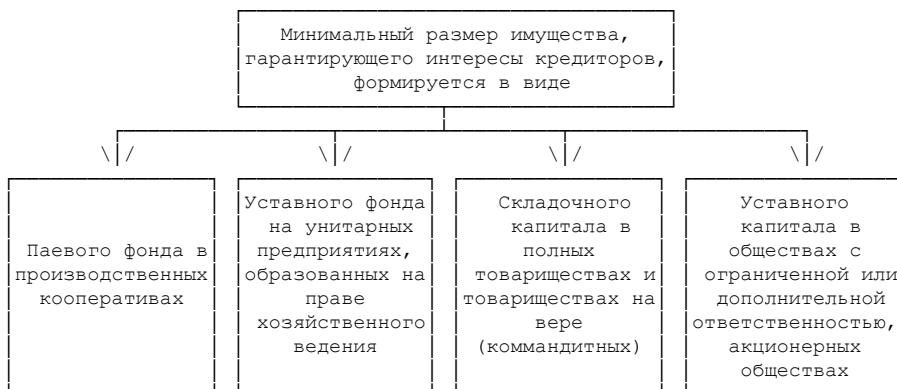 Минимальный размер имущества,
гарантирующего интересы кредиторов,
формируется в виде
Паевого фонда в
производственных
кооперативах
Уставного фонда
на унитарных
предприятиях,
образованных на
праве
хозяйственного
ведения
Складочного
капитала в
полных
товариществах и
товариществах на
вере
(коммандитных)
Уставного
капитала в
обществах с
ограниченной или
дополнительной
ответственностью,
акционерных
обществах